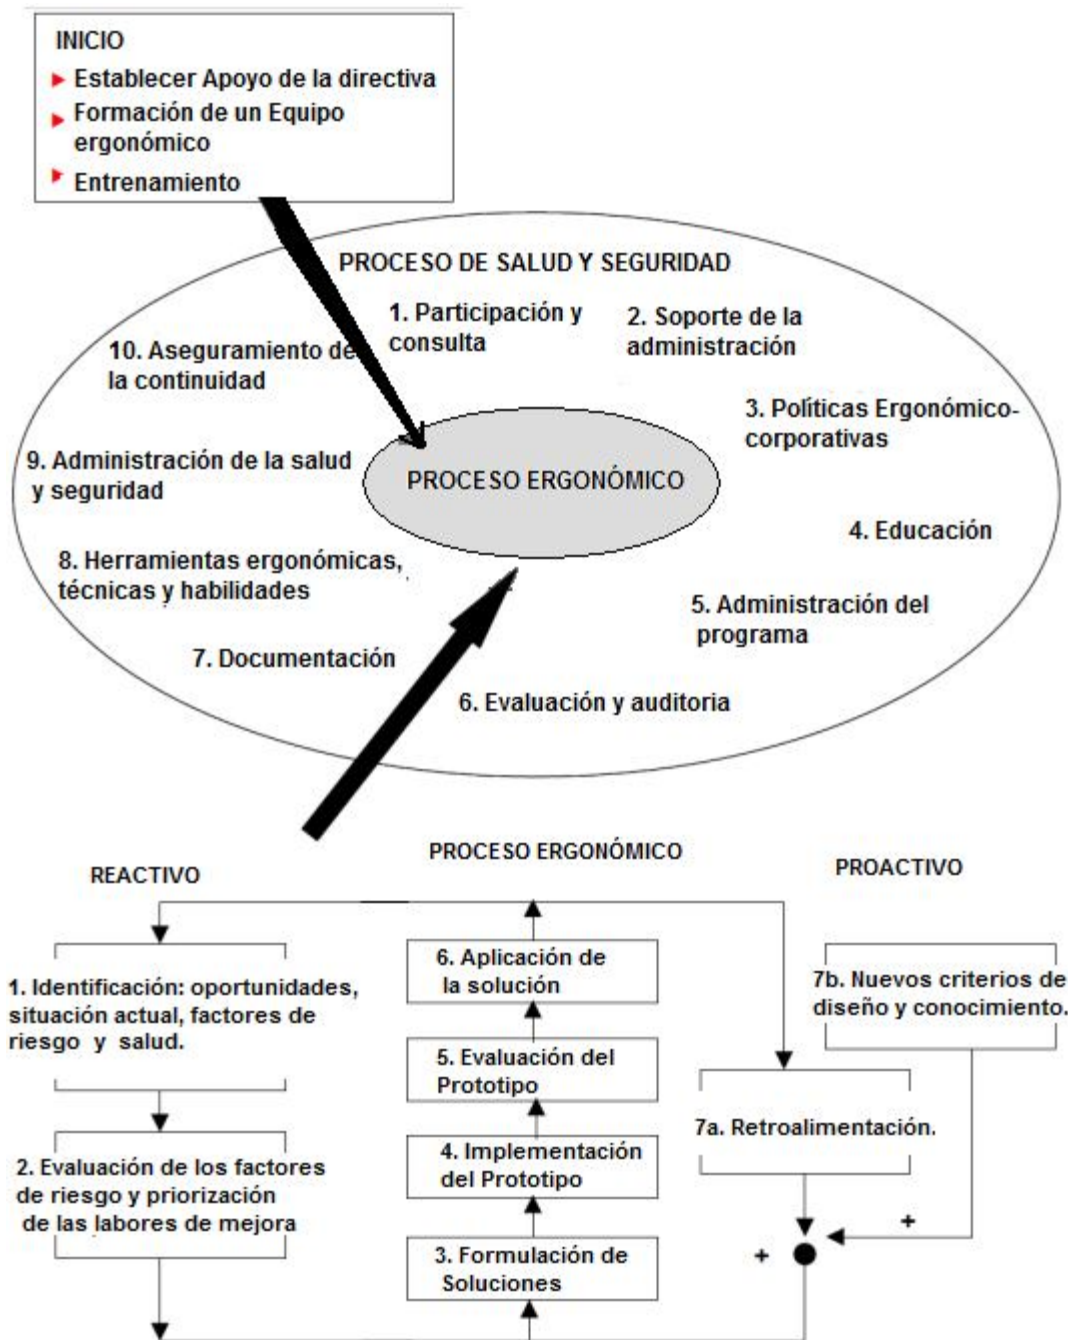 INICIO
Establecer Apoyo de la directiva
Formación de un Equipo
ergonómico
Entrenamiento
PROCESO DE SALUD Y SEGURIDAD
1. Participación y
consulta
2. Soporte de la
administración
3. Políticas Ergonómico-
corporativas
4. Educación
5. Administración del
programa
6. Evaluación y auditoria
7. Documentación
8. Herramientas ergonómicas,
técnicas y habilidades
9. Administración de la salud
y seguridad
10. Aseguramiento de
la continuidad
PROCESO ERGONÓMICO
REACTIVO
PROCESO ERGONÓMICO
PROACTIVO
1. Identificación: oportunidades,
situación actual, factores de
riesgo y salud.
2. Evaluación de los factores
de riesgo y priorización
de las labores de mejora
6. Aplicación de
la solución
5. Evaluación del
Prototipo
4. Implementación
del Prototipo
3. Formulación de
Soluciones
7b. Nuevos criterios de
diseño y conocimiento.
7a. Retroalimentación.
+
+